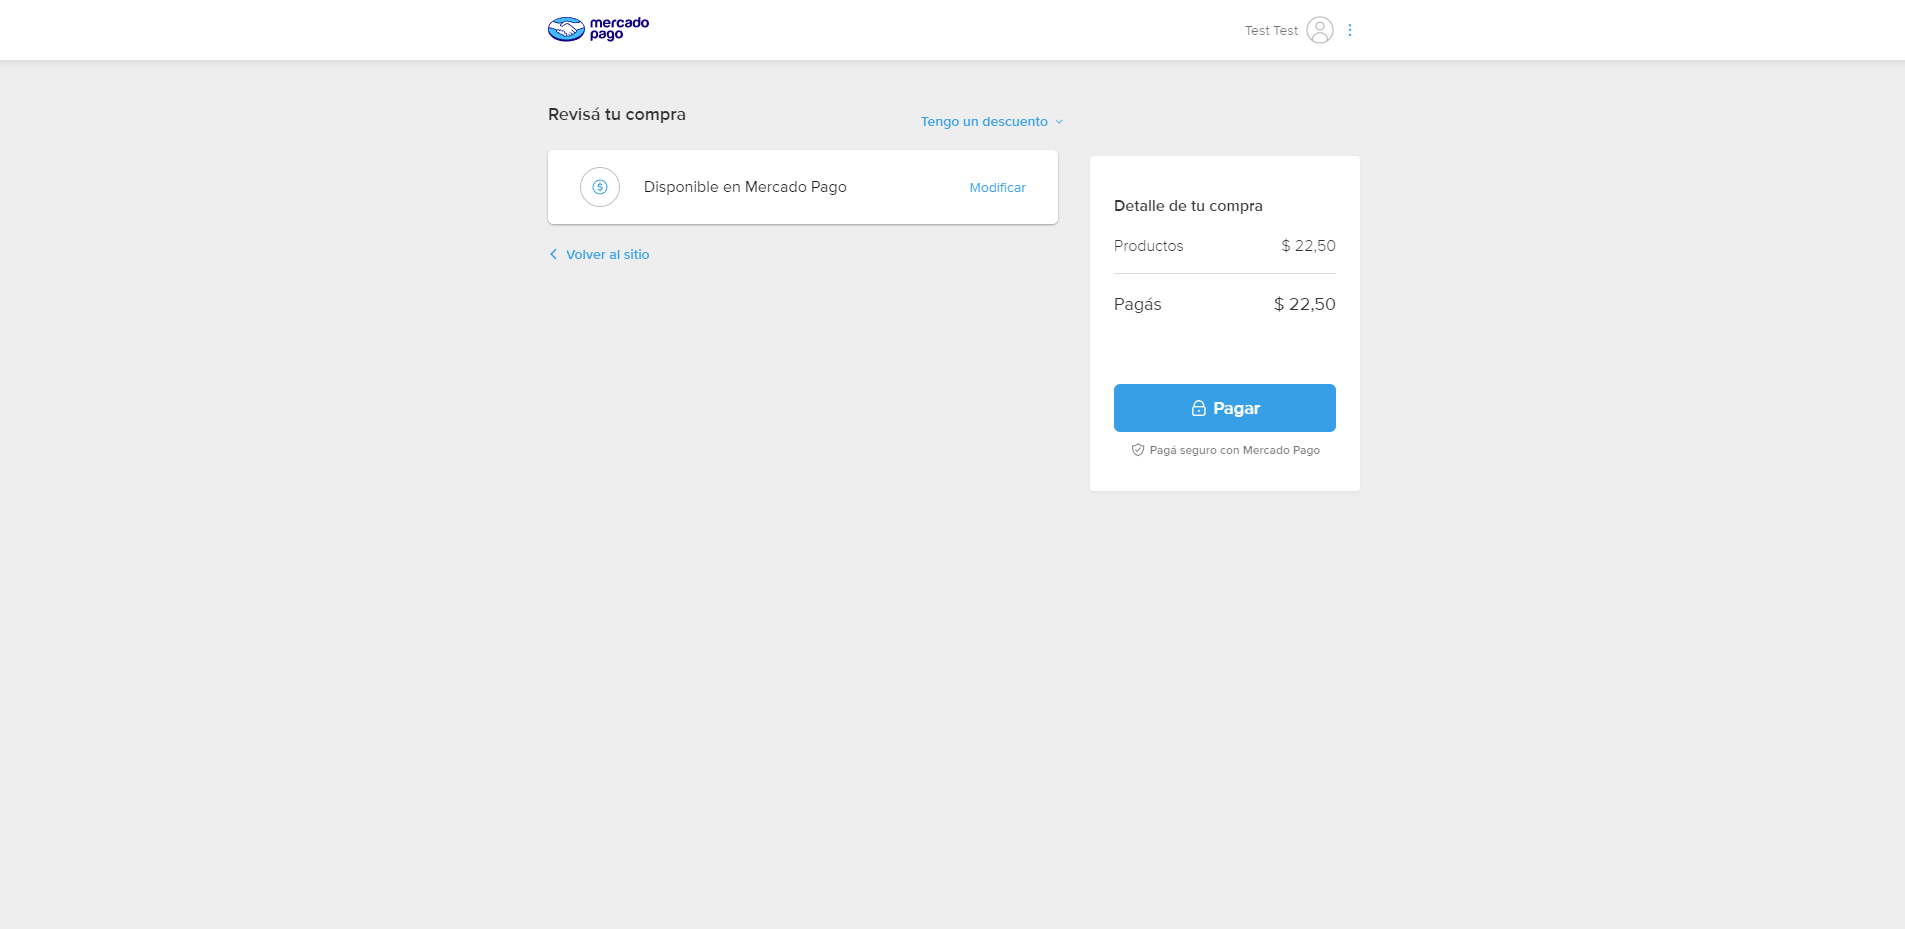 mercado
pago
Test Test
Revisá tu compra
Tengo un descuento
$ Disponible en Mercado Pago Modificar
Volver al sitio
Detalle de tu compra
Productos $ 22,50
Pagás $ 22,50
Pagar
Pagá seguro con Mercado Pago